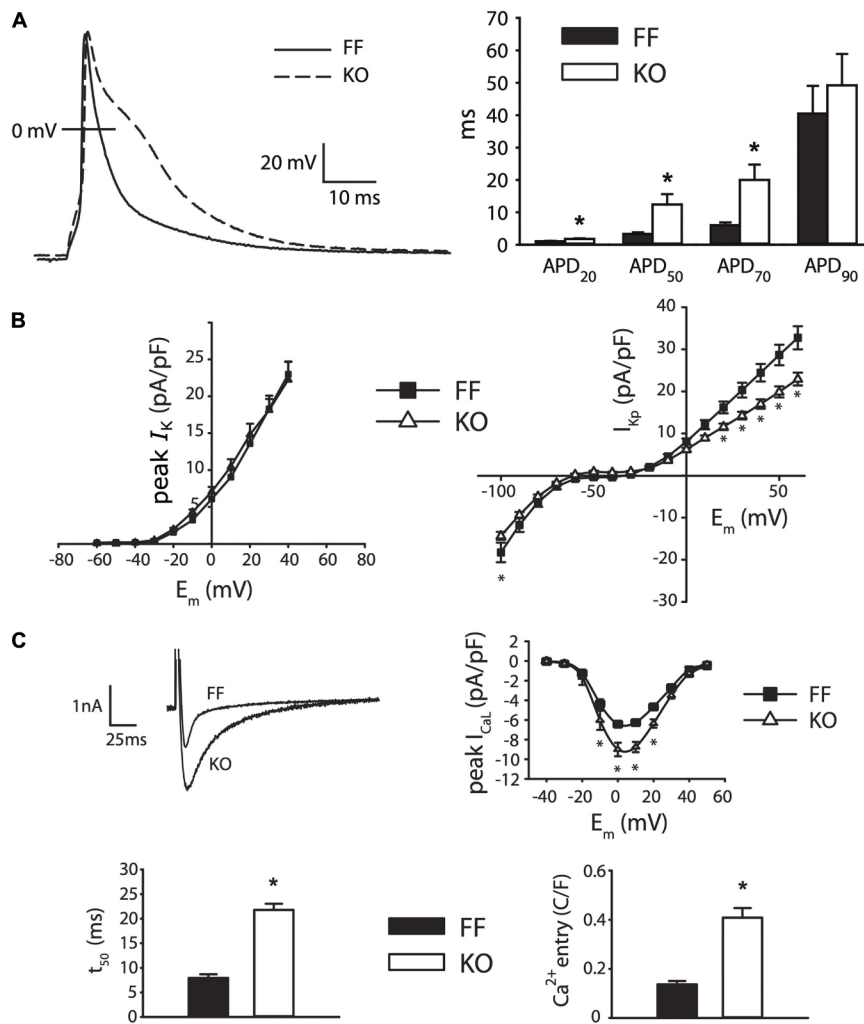 A
FF
KO
0 mV
20 mV
10 ms
ms
70
60
50
40
30
20
10
0
FF
KO
*
*
*
APD20
APD50
APD70
APD90
B
peak IK (pA/pF)
25
20
15
10
5
-80 -60 -40 -20 0 20 40 60 80
Em (mV)
FF
KO
IKp (pA/pF)
40
30
20
10
-10
-20
-30
-100 -50 50
Em (mV)
* * * * *
*
C
1nA
25ms
FF
KO
peak ICaL (pA/pF)
2
0
-2
-4
-6
-8
-10
-12
-40 -20 0 20 40 60
Em (mV)
* * * *
FF
KO
t50 (ms)
30
25
20
15
10
5
0
*
FF
KO
Ca2+ entry (C/F)
0.6
0.4
0.2
0
*